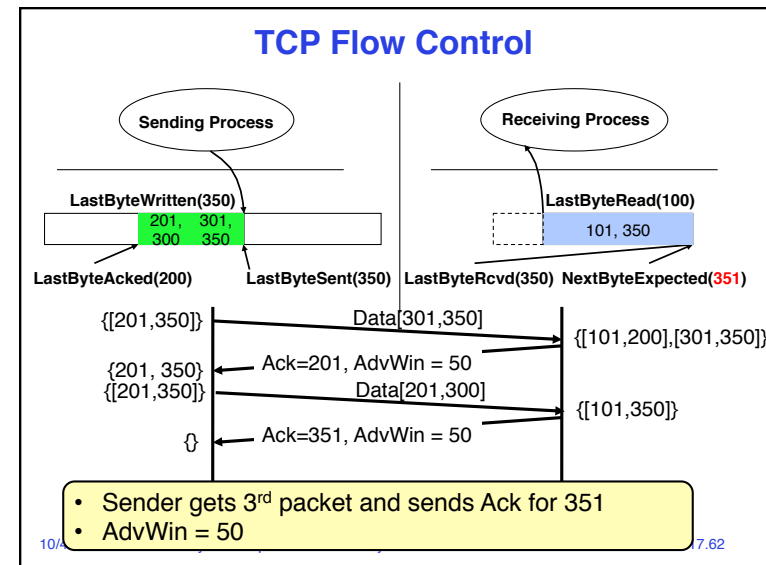 TCP Flow Control
Sending Process
Receiving Process
LastByteWritten(350)
LastByteRead(100)
201, 301,
300 350
101, 350
LastByteAcked(200)
LastByteSent(350)
LastByteRcvd(350)
NextByteExpected(351)
{[201,350]}
Data[301,350]
{[101,200],[301,350]}
Ack=201, AdvWin = 50
{201, 350}
{[201,350]}
Data[201,300]
{[101,350]}
Ack=351, AdvWin = 50
{}
• Sender gets 3rd packet and sends Ack for 351
• AdvWin = 50
10/4
17.62